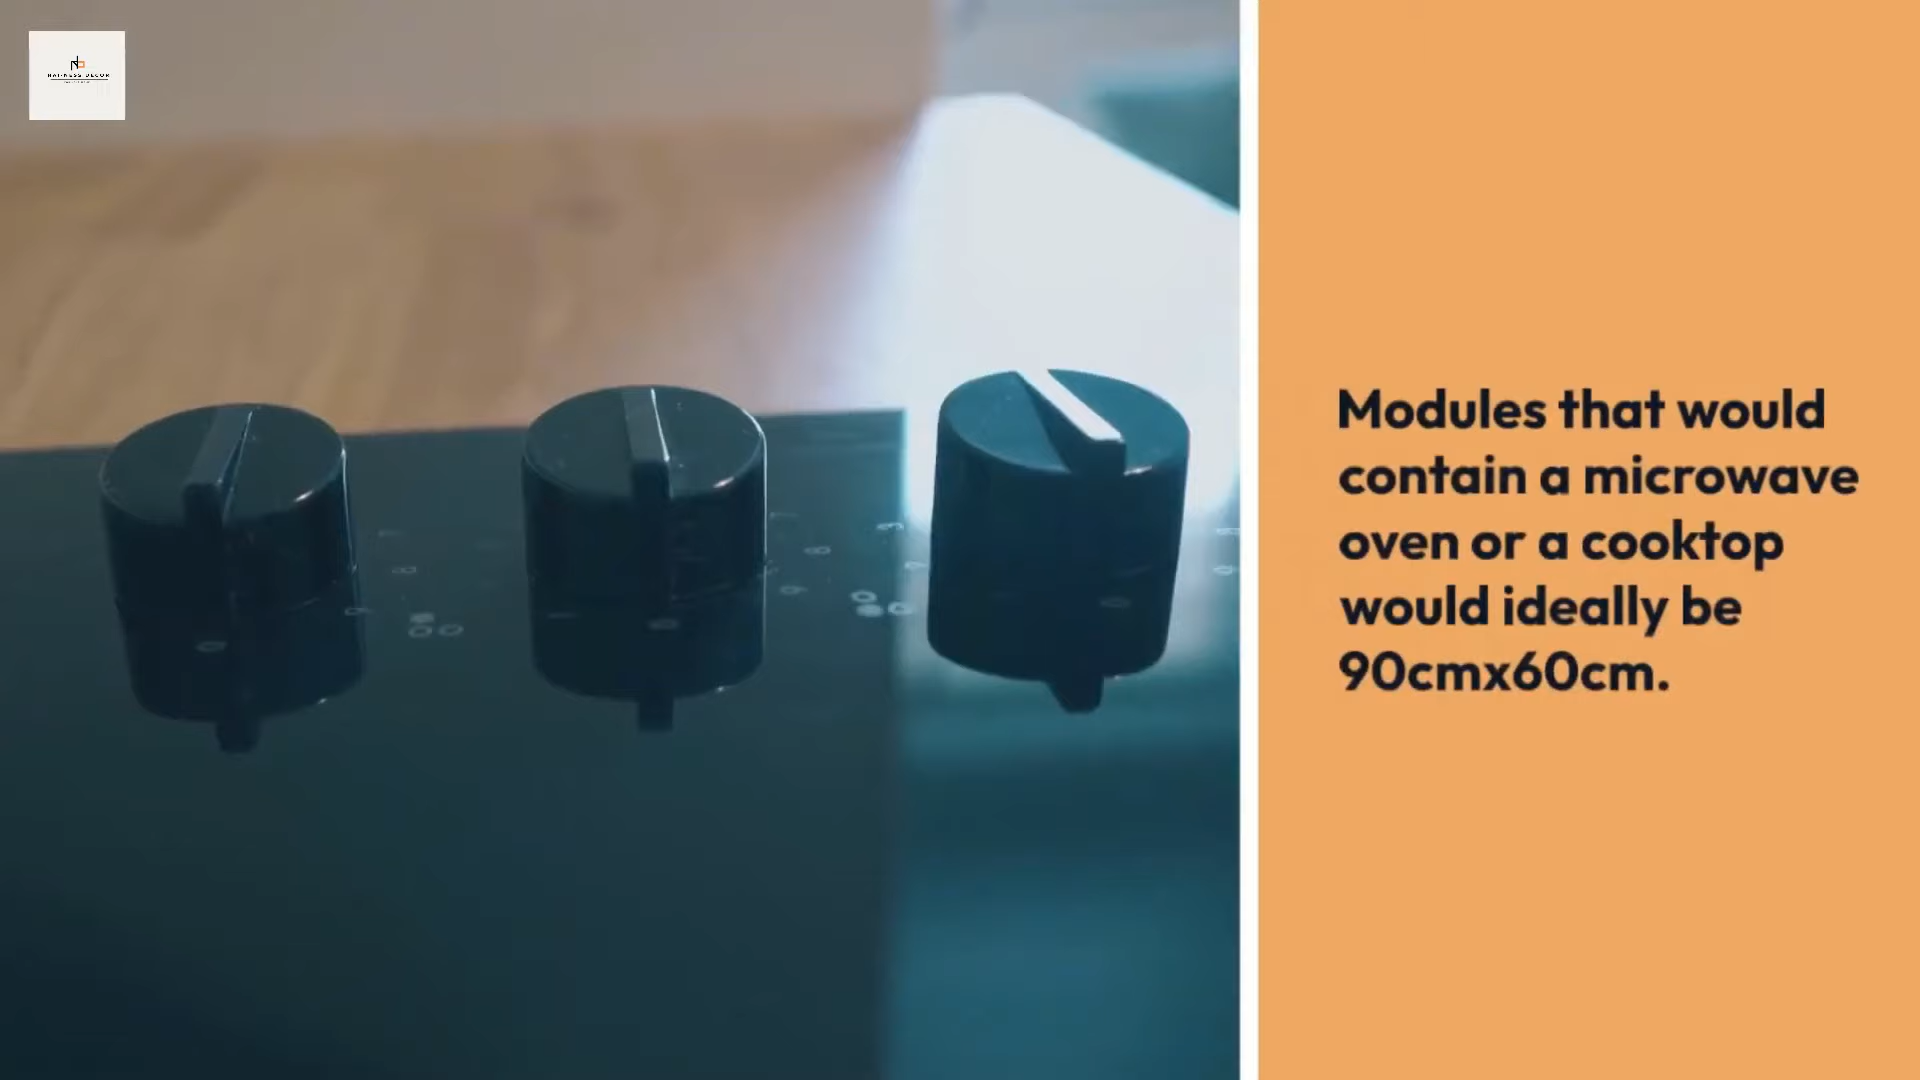 Modules that would
contain a microwave
oven or a cooktop
would ideally be
90cmx60cm.